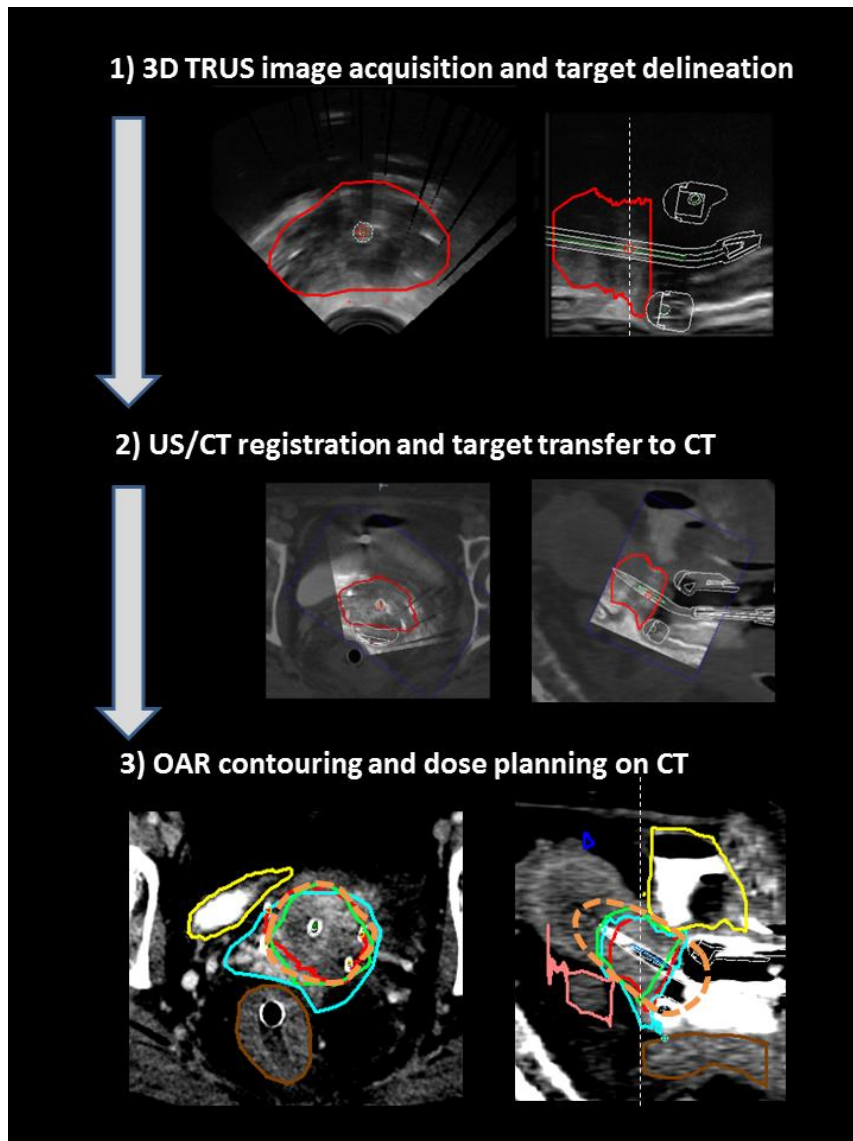 1) 3D TRUS image acquisition and target delineation
2) US/CT registration and target transfer to CT
3) OAR contouring and dose planning on CT